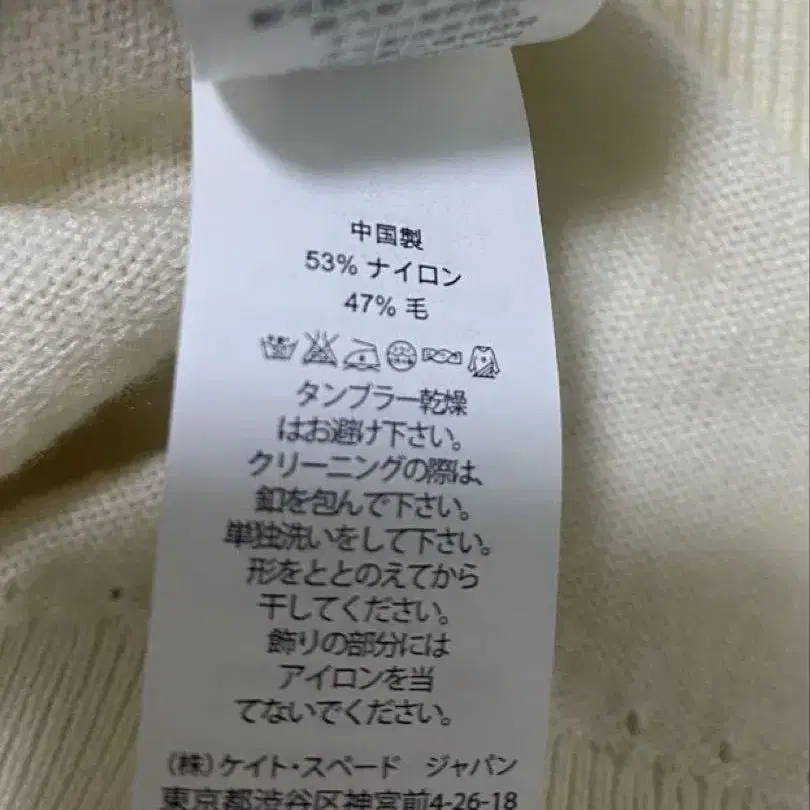 中国製
53% ナイロン
47% 毛
タンブラー乾燥
はお避け下さい。
クリーニングの際は、
釦を包んで下さい。
単独洗いをして下さい。
形をととのえてから
干してください。
飾りの部分には
アイロンを当
てないでください。
(株)ケイト・スペード ジャパン
東京都渋谷区神宮前4-26-18